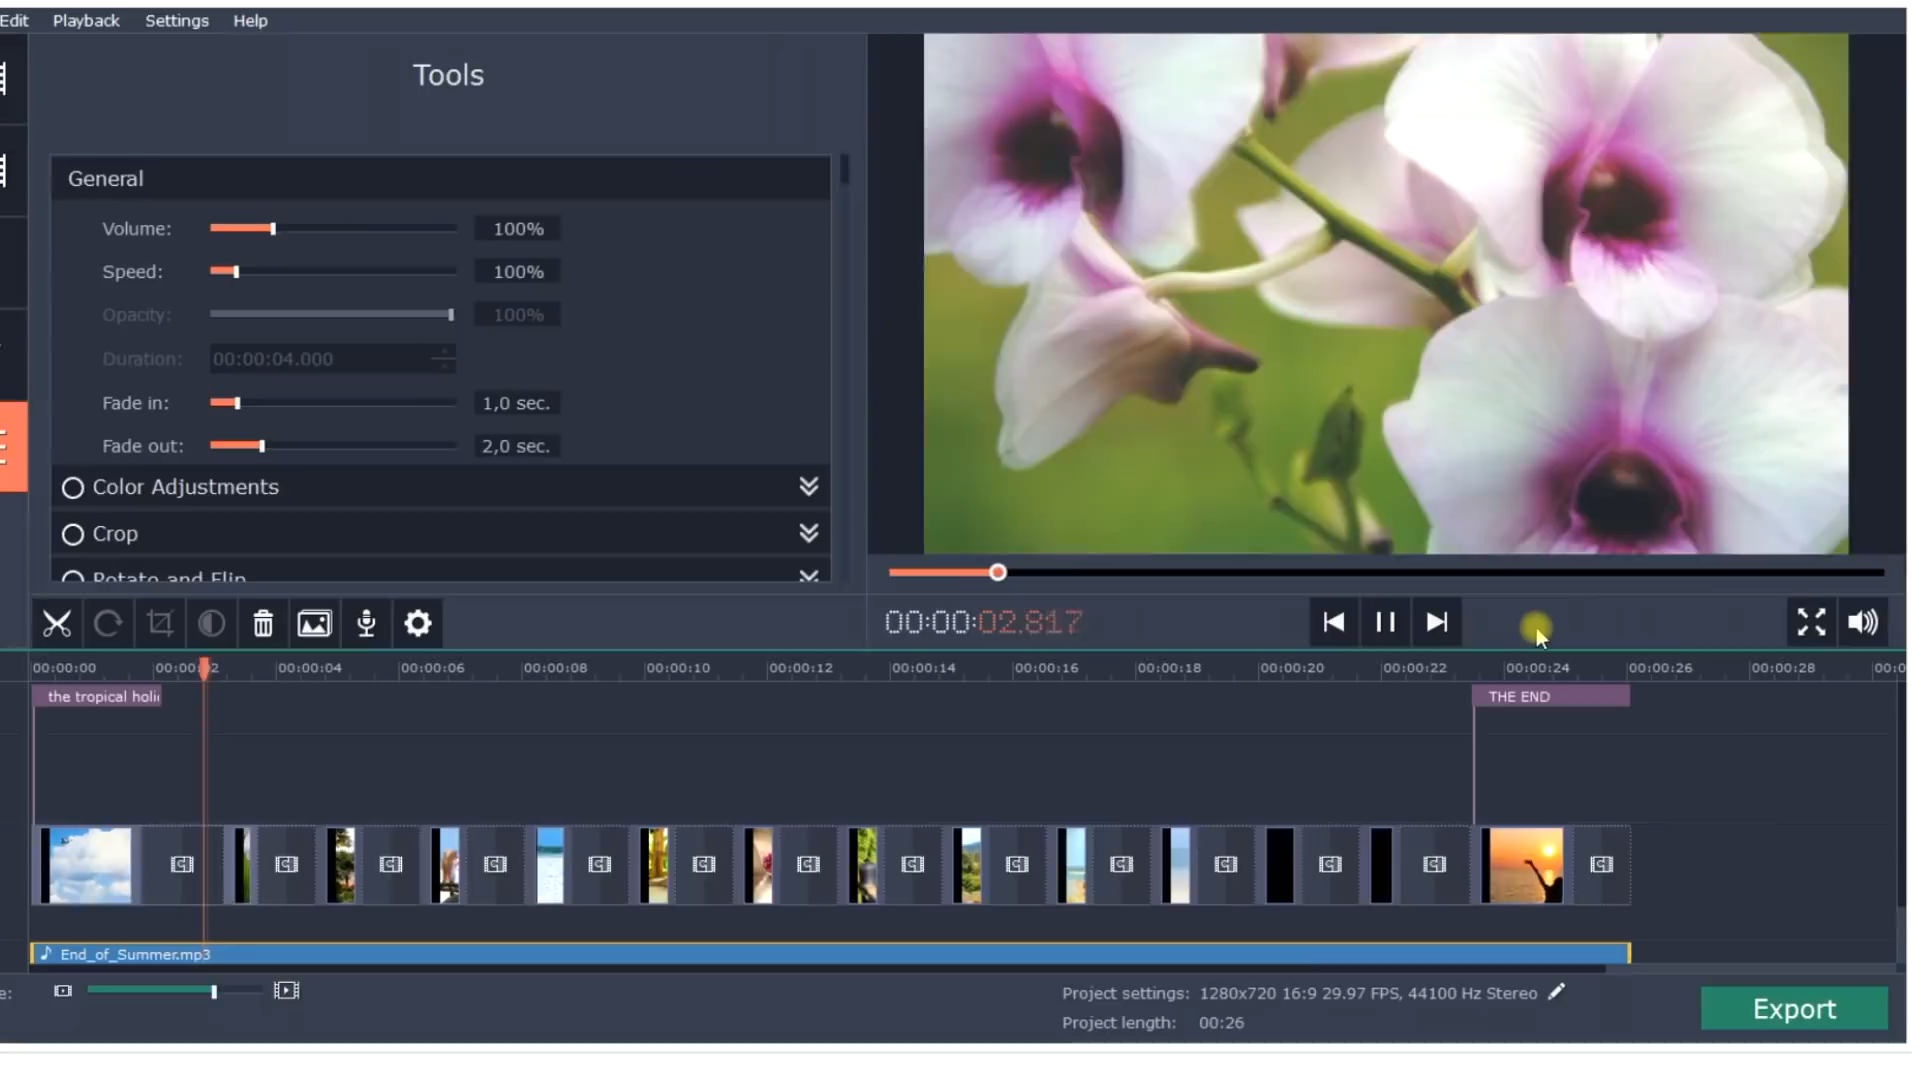 Edit Playback Settings Help
Tools
General
Volume: 100%
Speed: 100%
Opacity: 100%
Duration: 00:00:04.000
Fade in: 1,0 sec.
Fade out: 2,0 sec.
Color Adjustments
Crop
Rotate and Flip
00:00:02.817
00:00:00 00:00:02 00:00:04 00:00:06 00:00:08 00:00:10 00:00:12 00:00:14 00:00:16 00:00:18 00:00:20 00:00:22 00:00:24 00:00:26 00:00:28
the tropical holi THE END
End_of_Summer.mp3
Project settings: 1280x720 16:9 29.97 FPS, 44100 Hz Stereo
Project length: 00:26
Export